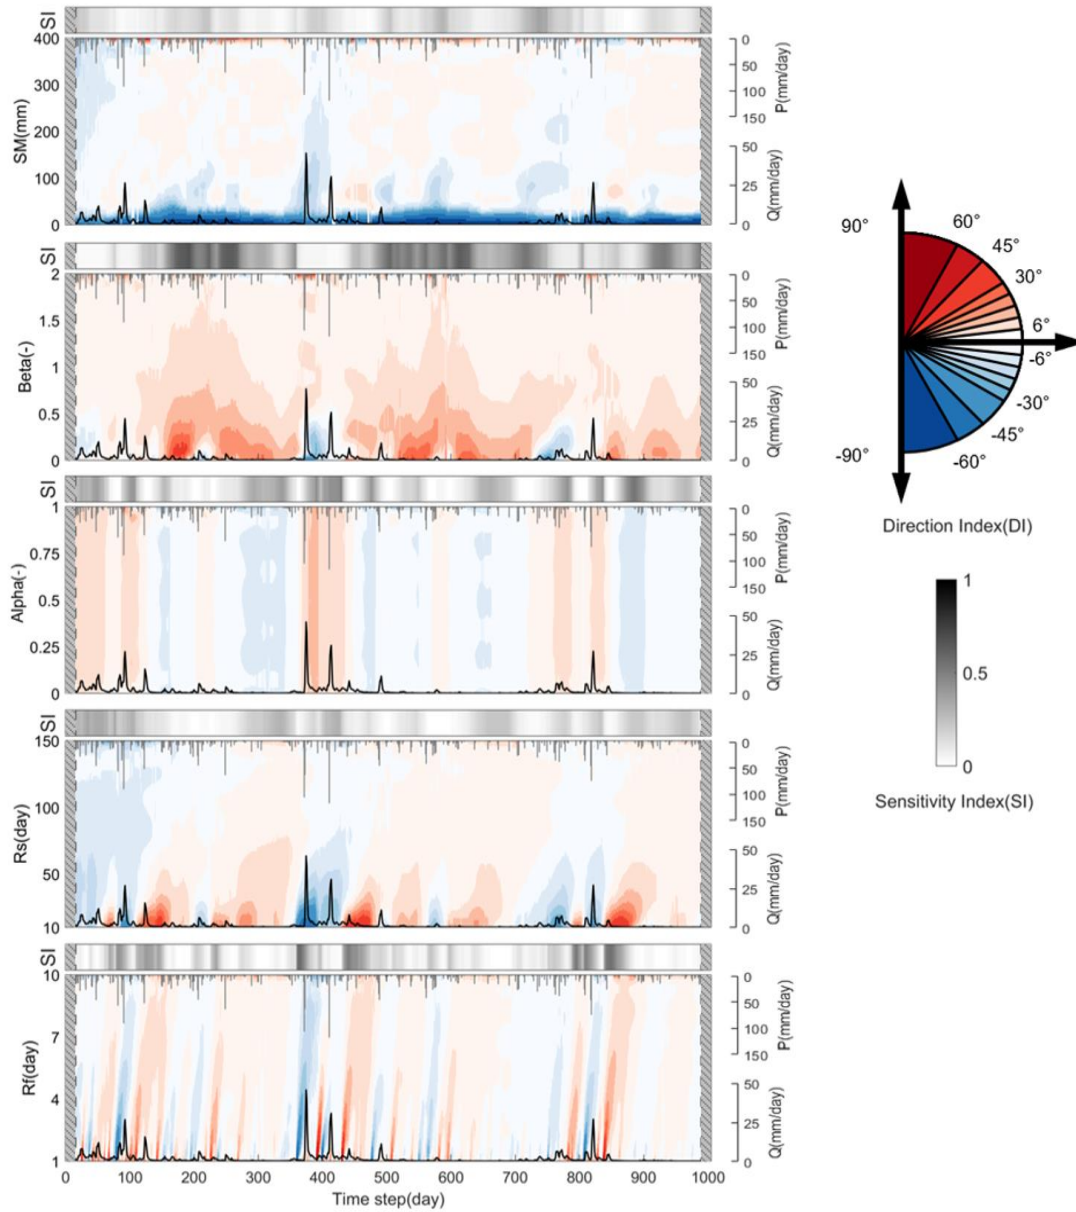 SI
400
300
200
100
0
SM(mm)
0
50
100
150
P(mm/day)
50
25
0
Q(mm/day)
SI
2
1.5
1
0.5
0
Beta(-)
0
50
100
150
P(mm/day)
50
25
0
Q(mm/day)
SI
1
0.75
0.5
0.25
0
Alpha(-)
0
50
100
150
P(mm/day)
50
25
0
Q(mm/day)
SI
150
100
50
10
Rs(day)
0
50
100
150
P(mm/day)
50
25
0
Q(mm/day)
SI
10
7
4
1
Rf(day)
0
50
100
150
P(mm/day)
50
25
0
Q(mm/day)
0 100 200 300 400 500 600 700 800 900 1000
Time step(day)
90°
60°
45°
30°
6°
-6°
-30°
-45°
-60°
-90°
Direction Index(DI)
1
0.5
0
Sensitivity Index(SI)